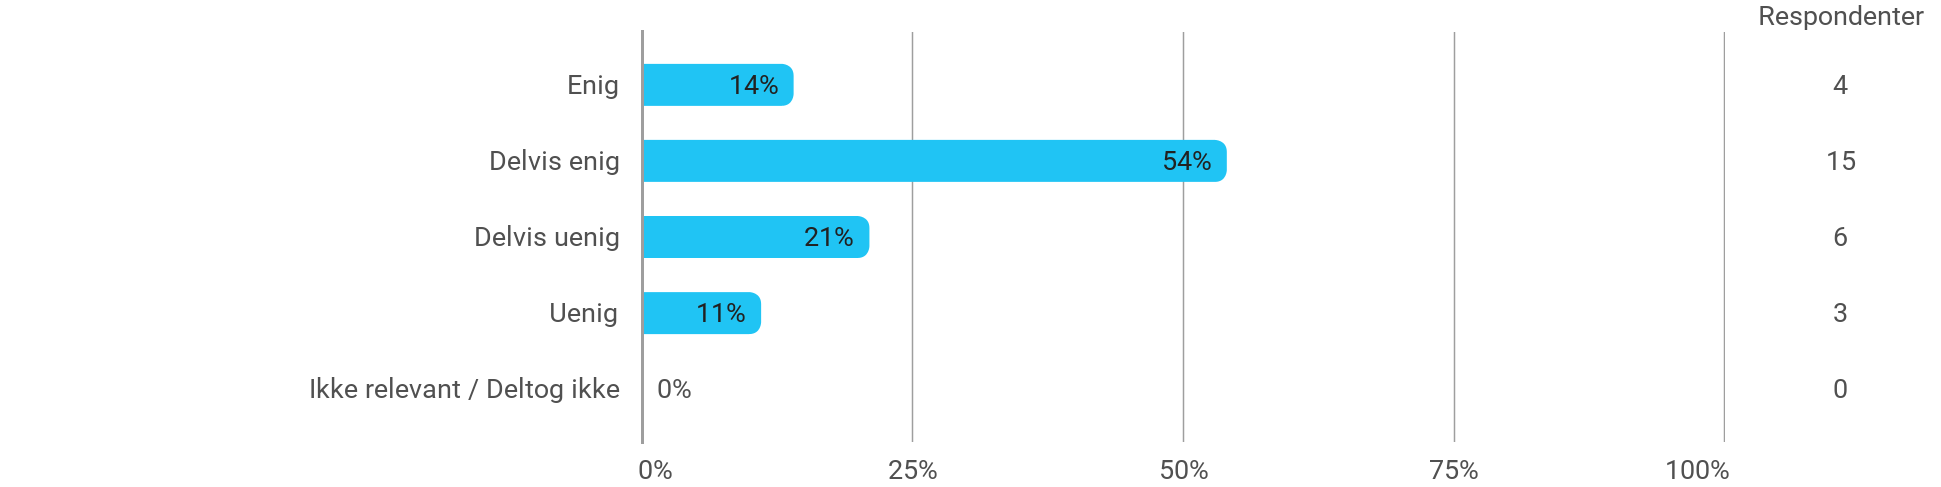 Respondenter
Enig 14% 4
Delvis enig 54% 15
Delvis uenig 21% 6
Uenig 11% 3
Ikke relevant / Deltog ikke 0% 0
0% 25% 50% 75% 100%